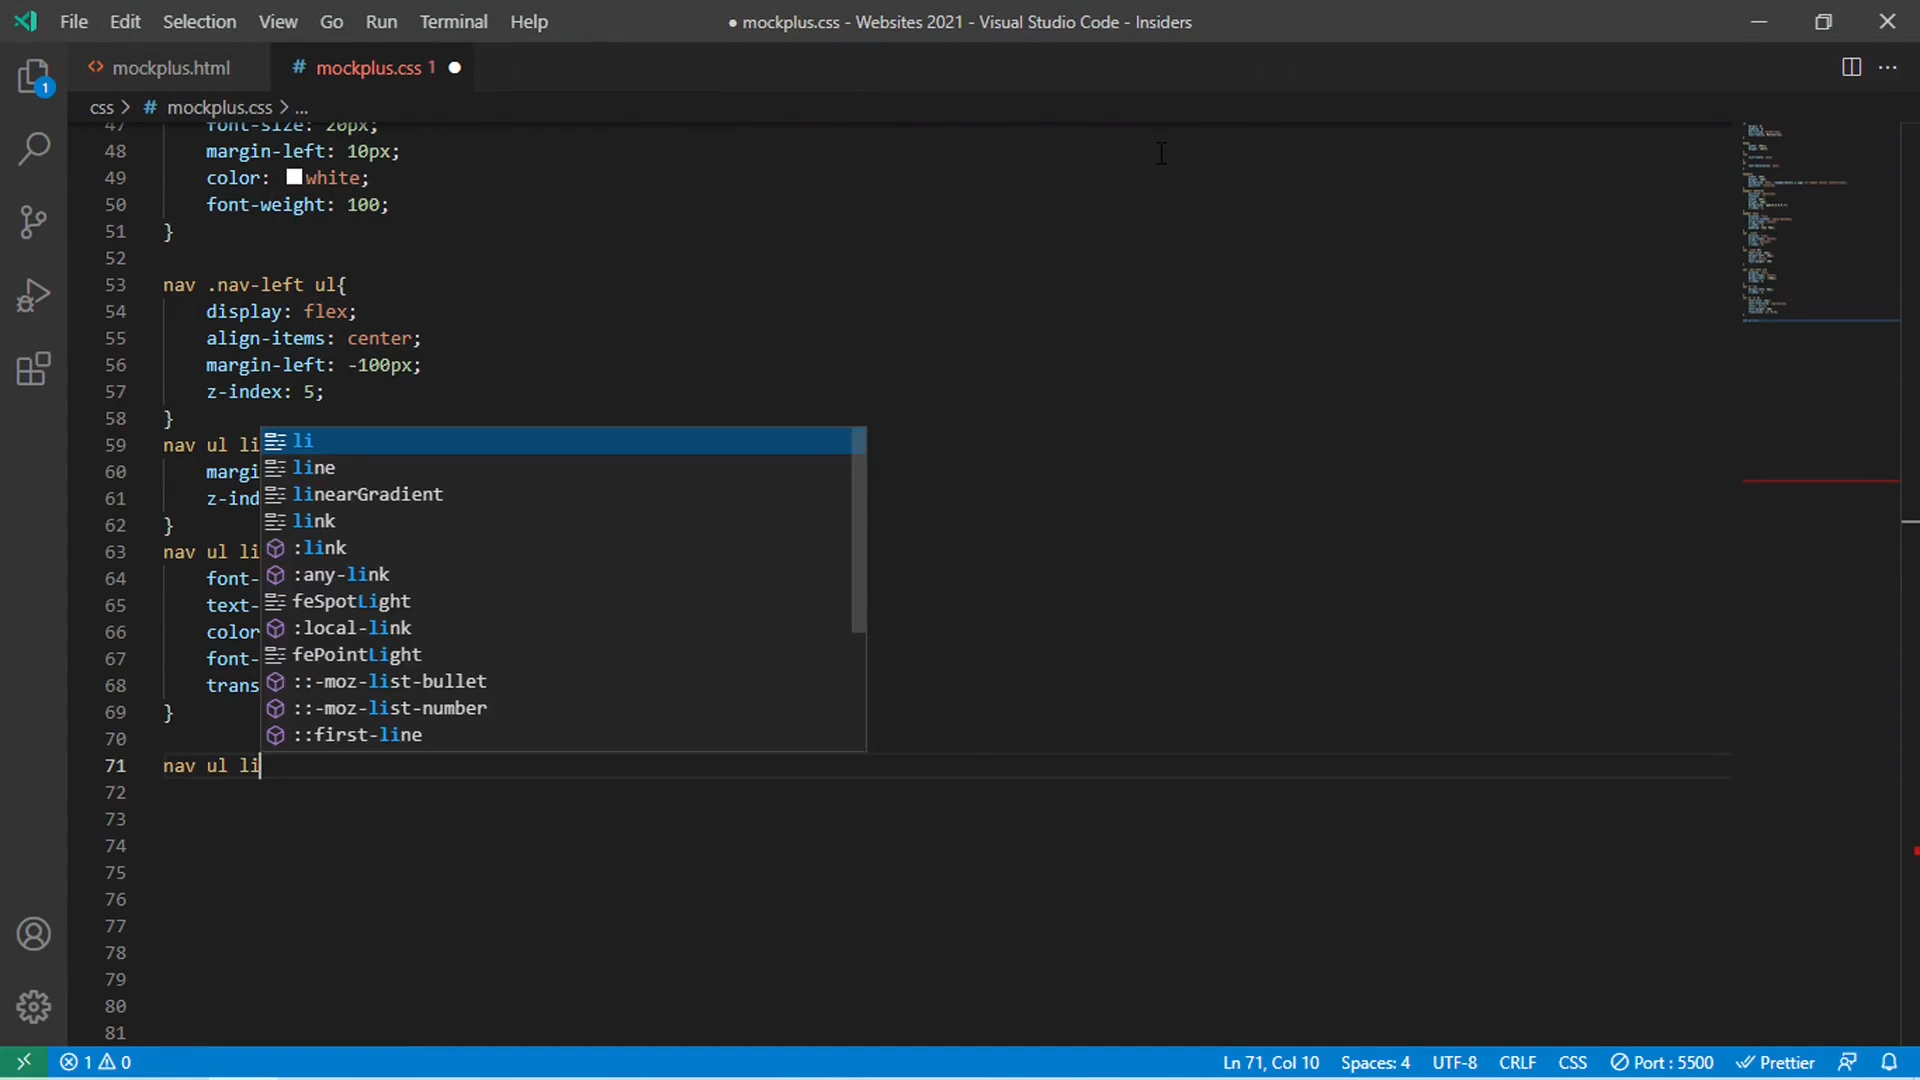 File Edit Selection View Go Run Terminal Help
● mockplus.css - Websites 2021 - Visual Studio Code - Insiders
<> mockplus.html
# mockplus.css 1 ●
css > # mockplus.css > ...
1
47 font-size: 20px;
48 margin-left: 10px;
49 color: white;
50 font-weight: 100;
51 }
52
53 nav .nav-left ul{
54 display: flex;
55 align-items: center;
56 margin-left: -100px;
57 z-index: 5;
58 }
59 nav ul li
60 margi
61 z-ind
62 }
63 nav ul li
64 font-
65 text-
66 color
67 font-
68 trans
69 }
70
71 nav ul li
72
73
74
75
76
77
78
79
80
81
li
line
linearGradient
link
:link
:any-link
feSpotLight
:local-link
fePointLight
::-moz-list-bullet
::-moz-list-number
::first-line
1 0
Ln 71, Col 10 Spaces: 4 UTF-8 CRLF CSS Port : 5500 Prettier